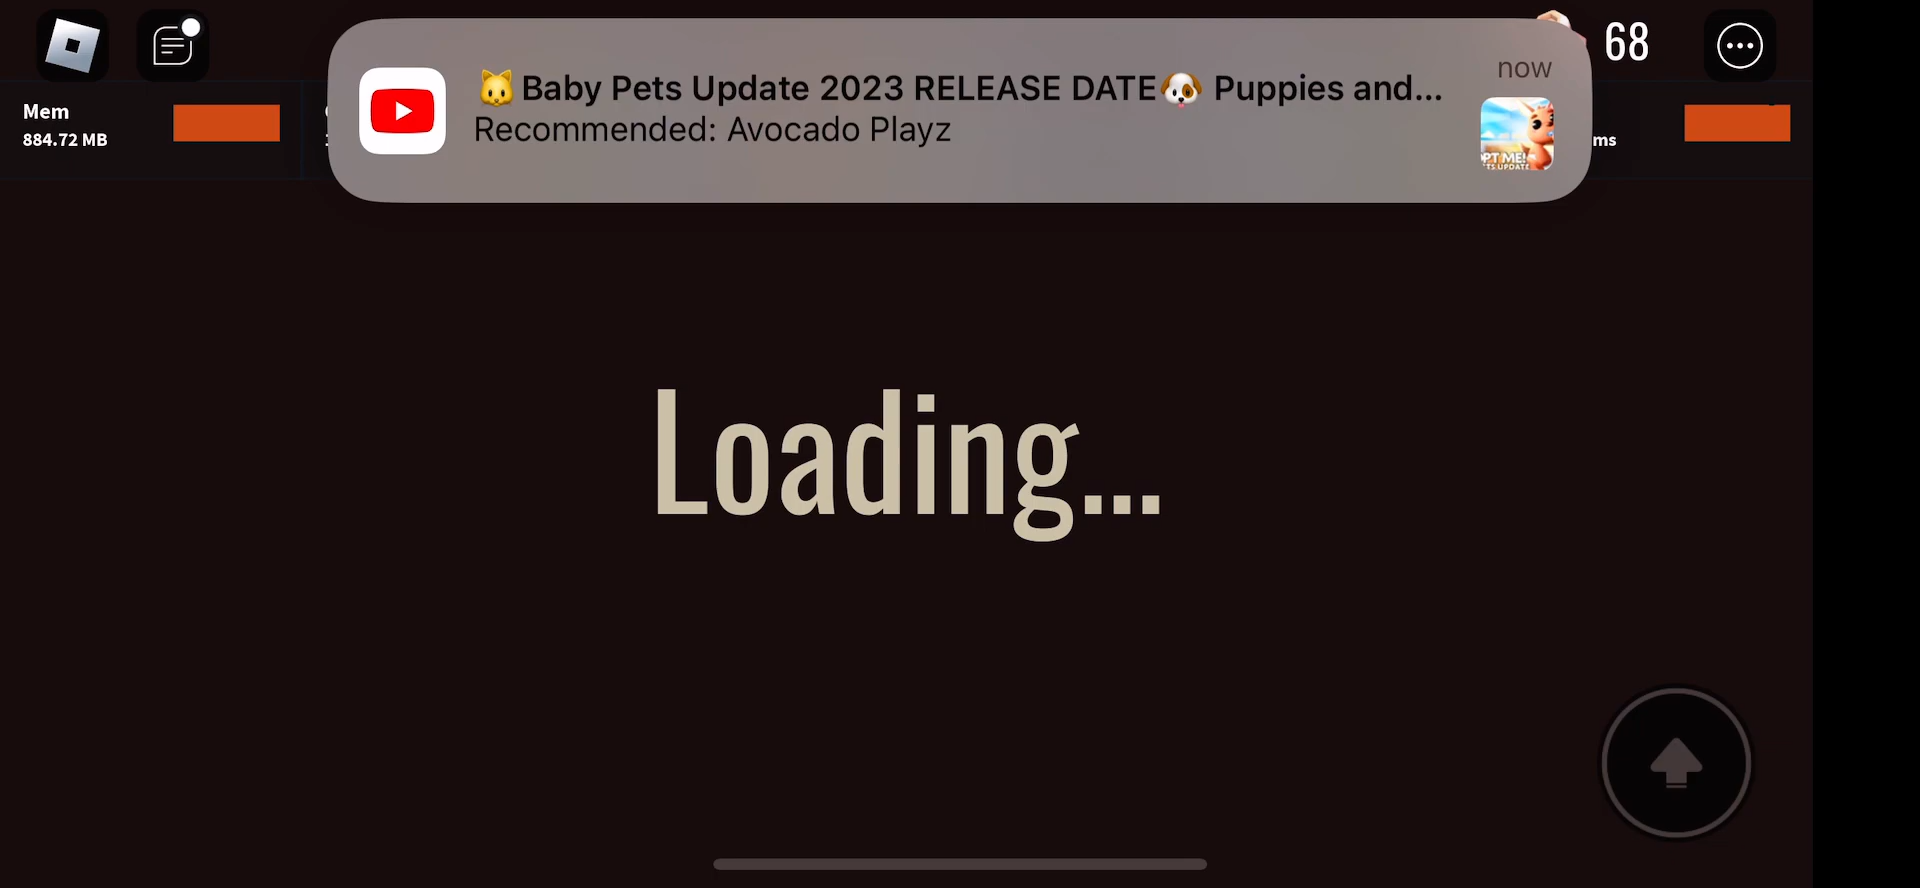 68
now
🐱Baby Pets Update 2023 RELEASE DATE🐶 Puppies and...
Recommended: Avocado Playz
Mem
884.72 MB
ms
Loading...